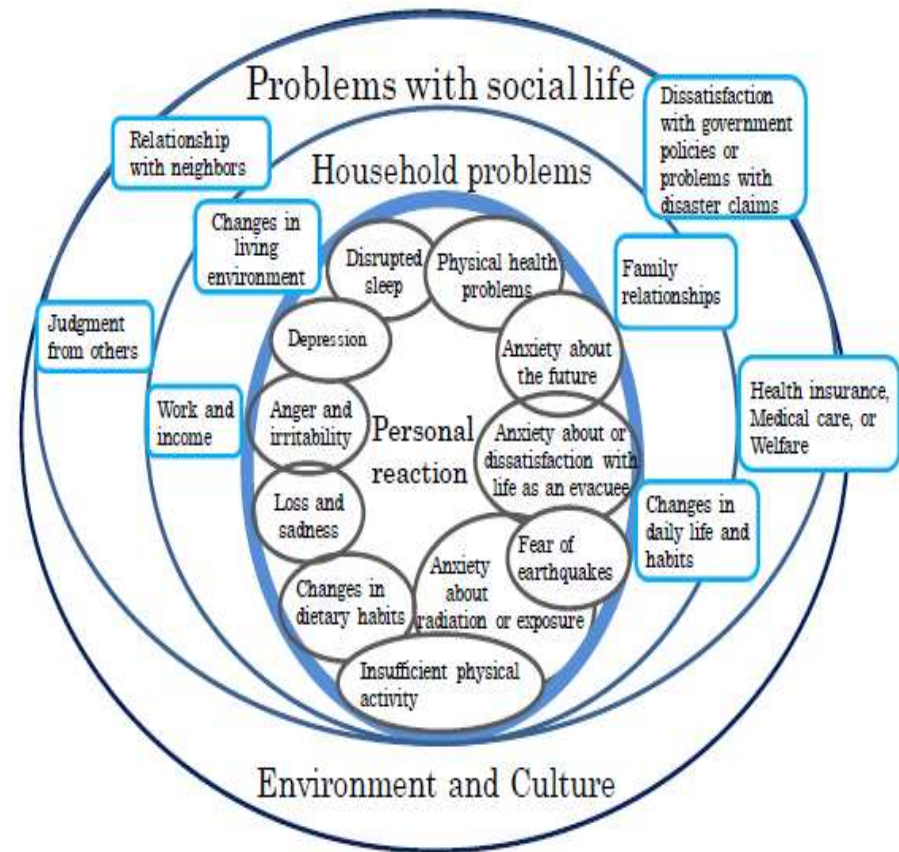 Problems with social life
Dissatisfaction
with government
policies or
problems with
disaster claims
Relationship
with neighbors
Household problems
Changes in
living
environment
Disrupted
sleep
Physical health
problems
Family
relationships
Judgment
from others
Depression
Anxiety about
the future
Work and
income
Anger and
irritability
Personal
reaction
Anxiety about or
dissatisfaction with
life as an evacuee
Health insurance,
Medical care, or
Welfare
Loss and
sadness
Fear of
earthquakes
Changes in
daily life and
habits
Changes in
dietary habits
Anxiety
about
radiation or exposure
Insufficient physical
activity
Environment and Culture